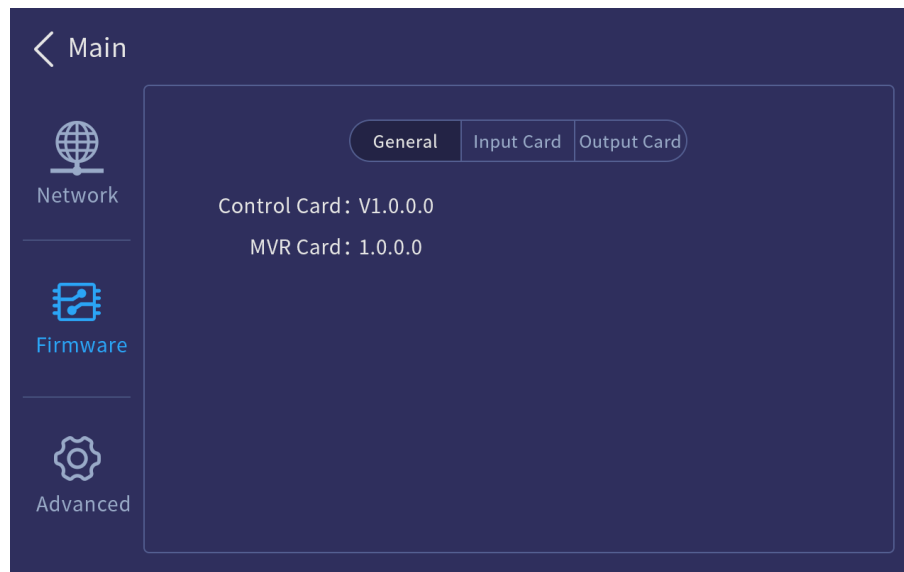 Main
Network
Firmware
Advanced
General Input Card Output Card
Control Card: V1.0.0.0
MVR Card: 1.0.0.0